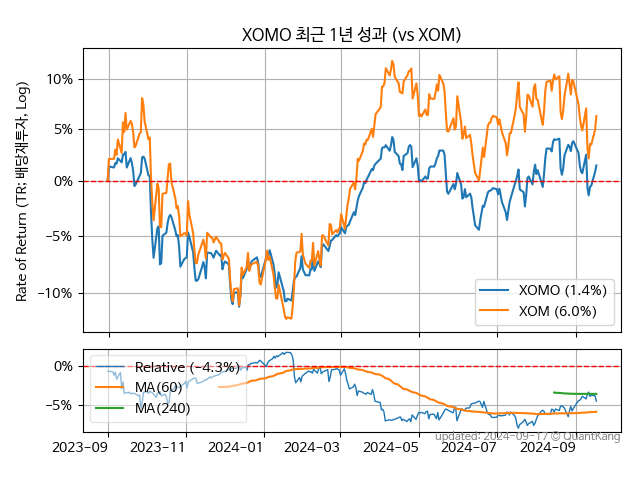 XOMO 최근 1년 성과 (vs XOM)
Rate of Return (TR: 배당재투자, Log)
10%
5%
0%
−5%
−10%
XOMO (1.4%)
XOM (6.0%)
0%
−5%
Relative (−4.3%)
MA(60)
MA(240)
2023-09
2023-11
2024-01
2024-03
2024-05
2024-07
2024-09
updated: 2024-09-17 © QuantKang